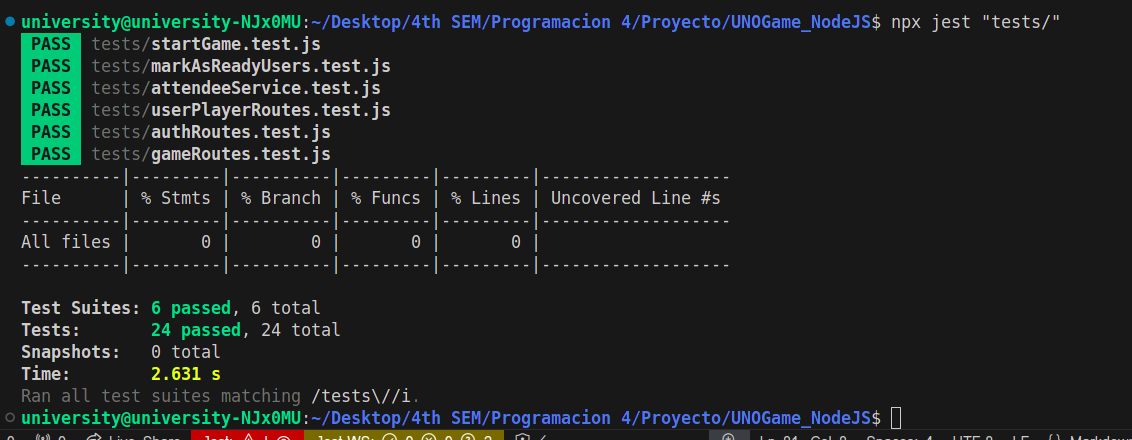 university@university-NJx0MU:~/Desktop/4th SEM/Programacion 4/Proyecto/UNOGame_NodeJS$ npx jest "tests/"
PASS tests/startGame.test.js
PASS tests/markAsReadyUsers.test.js
PASS tests/attendeeService.test.js
PASS tests/userPlayerRoutes.test.js
PASS tests/authRoutes.test.js
PASS tests/gameRoutes.test.js
----------|---------|----------|---------|---------|-------------------
File      | % Stmts | % Branch | % Funcs | % Lines | Uncovered Line #s
----------|---------|----------|---------|---------|-------------------
All files |       0 |        0 |       0 |       0 |
----------|---------|----------|---------|---------|-------------------
Test Suites: 6 passed, 6 total
Tests:       24 passed, 24 total
Snapshots:   0 total
Time:        2.631 s
Ran all test suites matching /tests\//i.
university@university-NJx0MU:~/Desktop/4th SEM/Programacion 4/Proyecto/UNOGame_NodeJS$